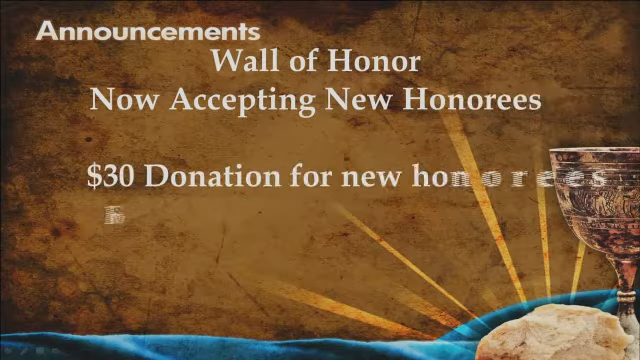 Announcements
Wall of Honor
Now Accepting New Honorees
$30 Donation for new honorees